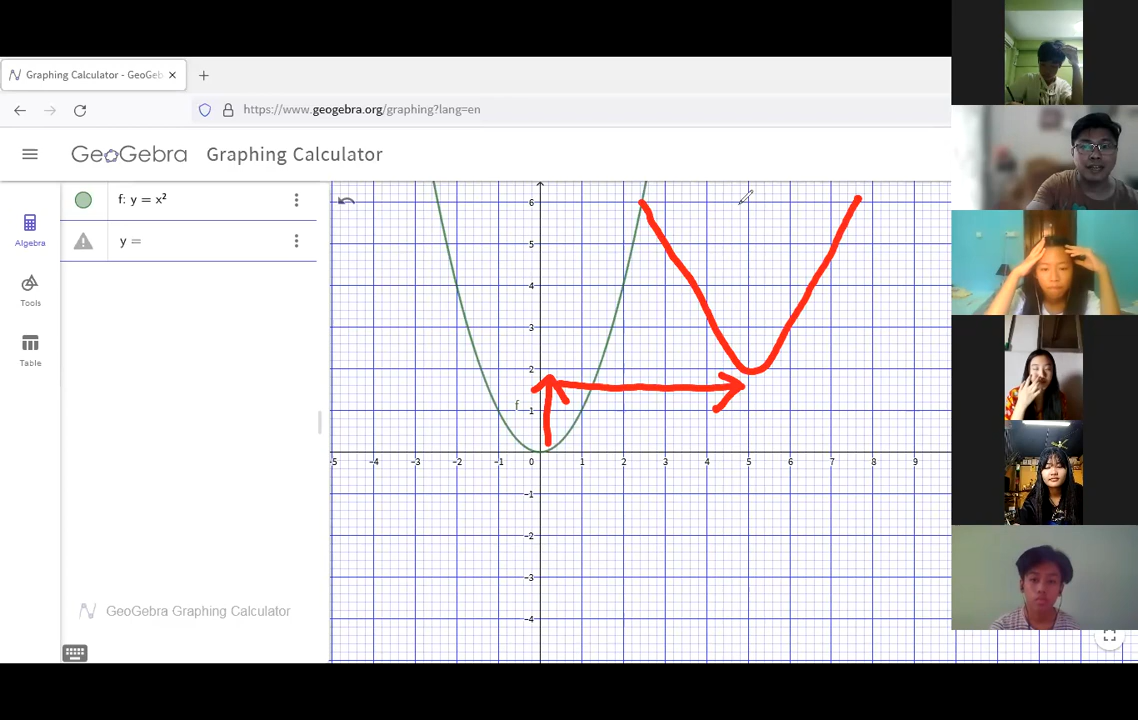 Graphing Calculator - GeoGeb
https://www.geogebra.org/graphing?lang=en
GeoGebra Graphing Calculator
f: y = x²
y =
Algebra
Tools
Table
GeoGebra Graphing Calculator
f
6
5
4
3
2
1
-5 -4 -3 -2 -1 0 1 2 3 4 5 6 7 8 9
-1
-2
-3
-4